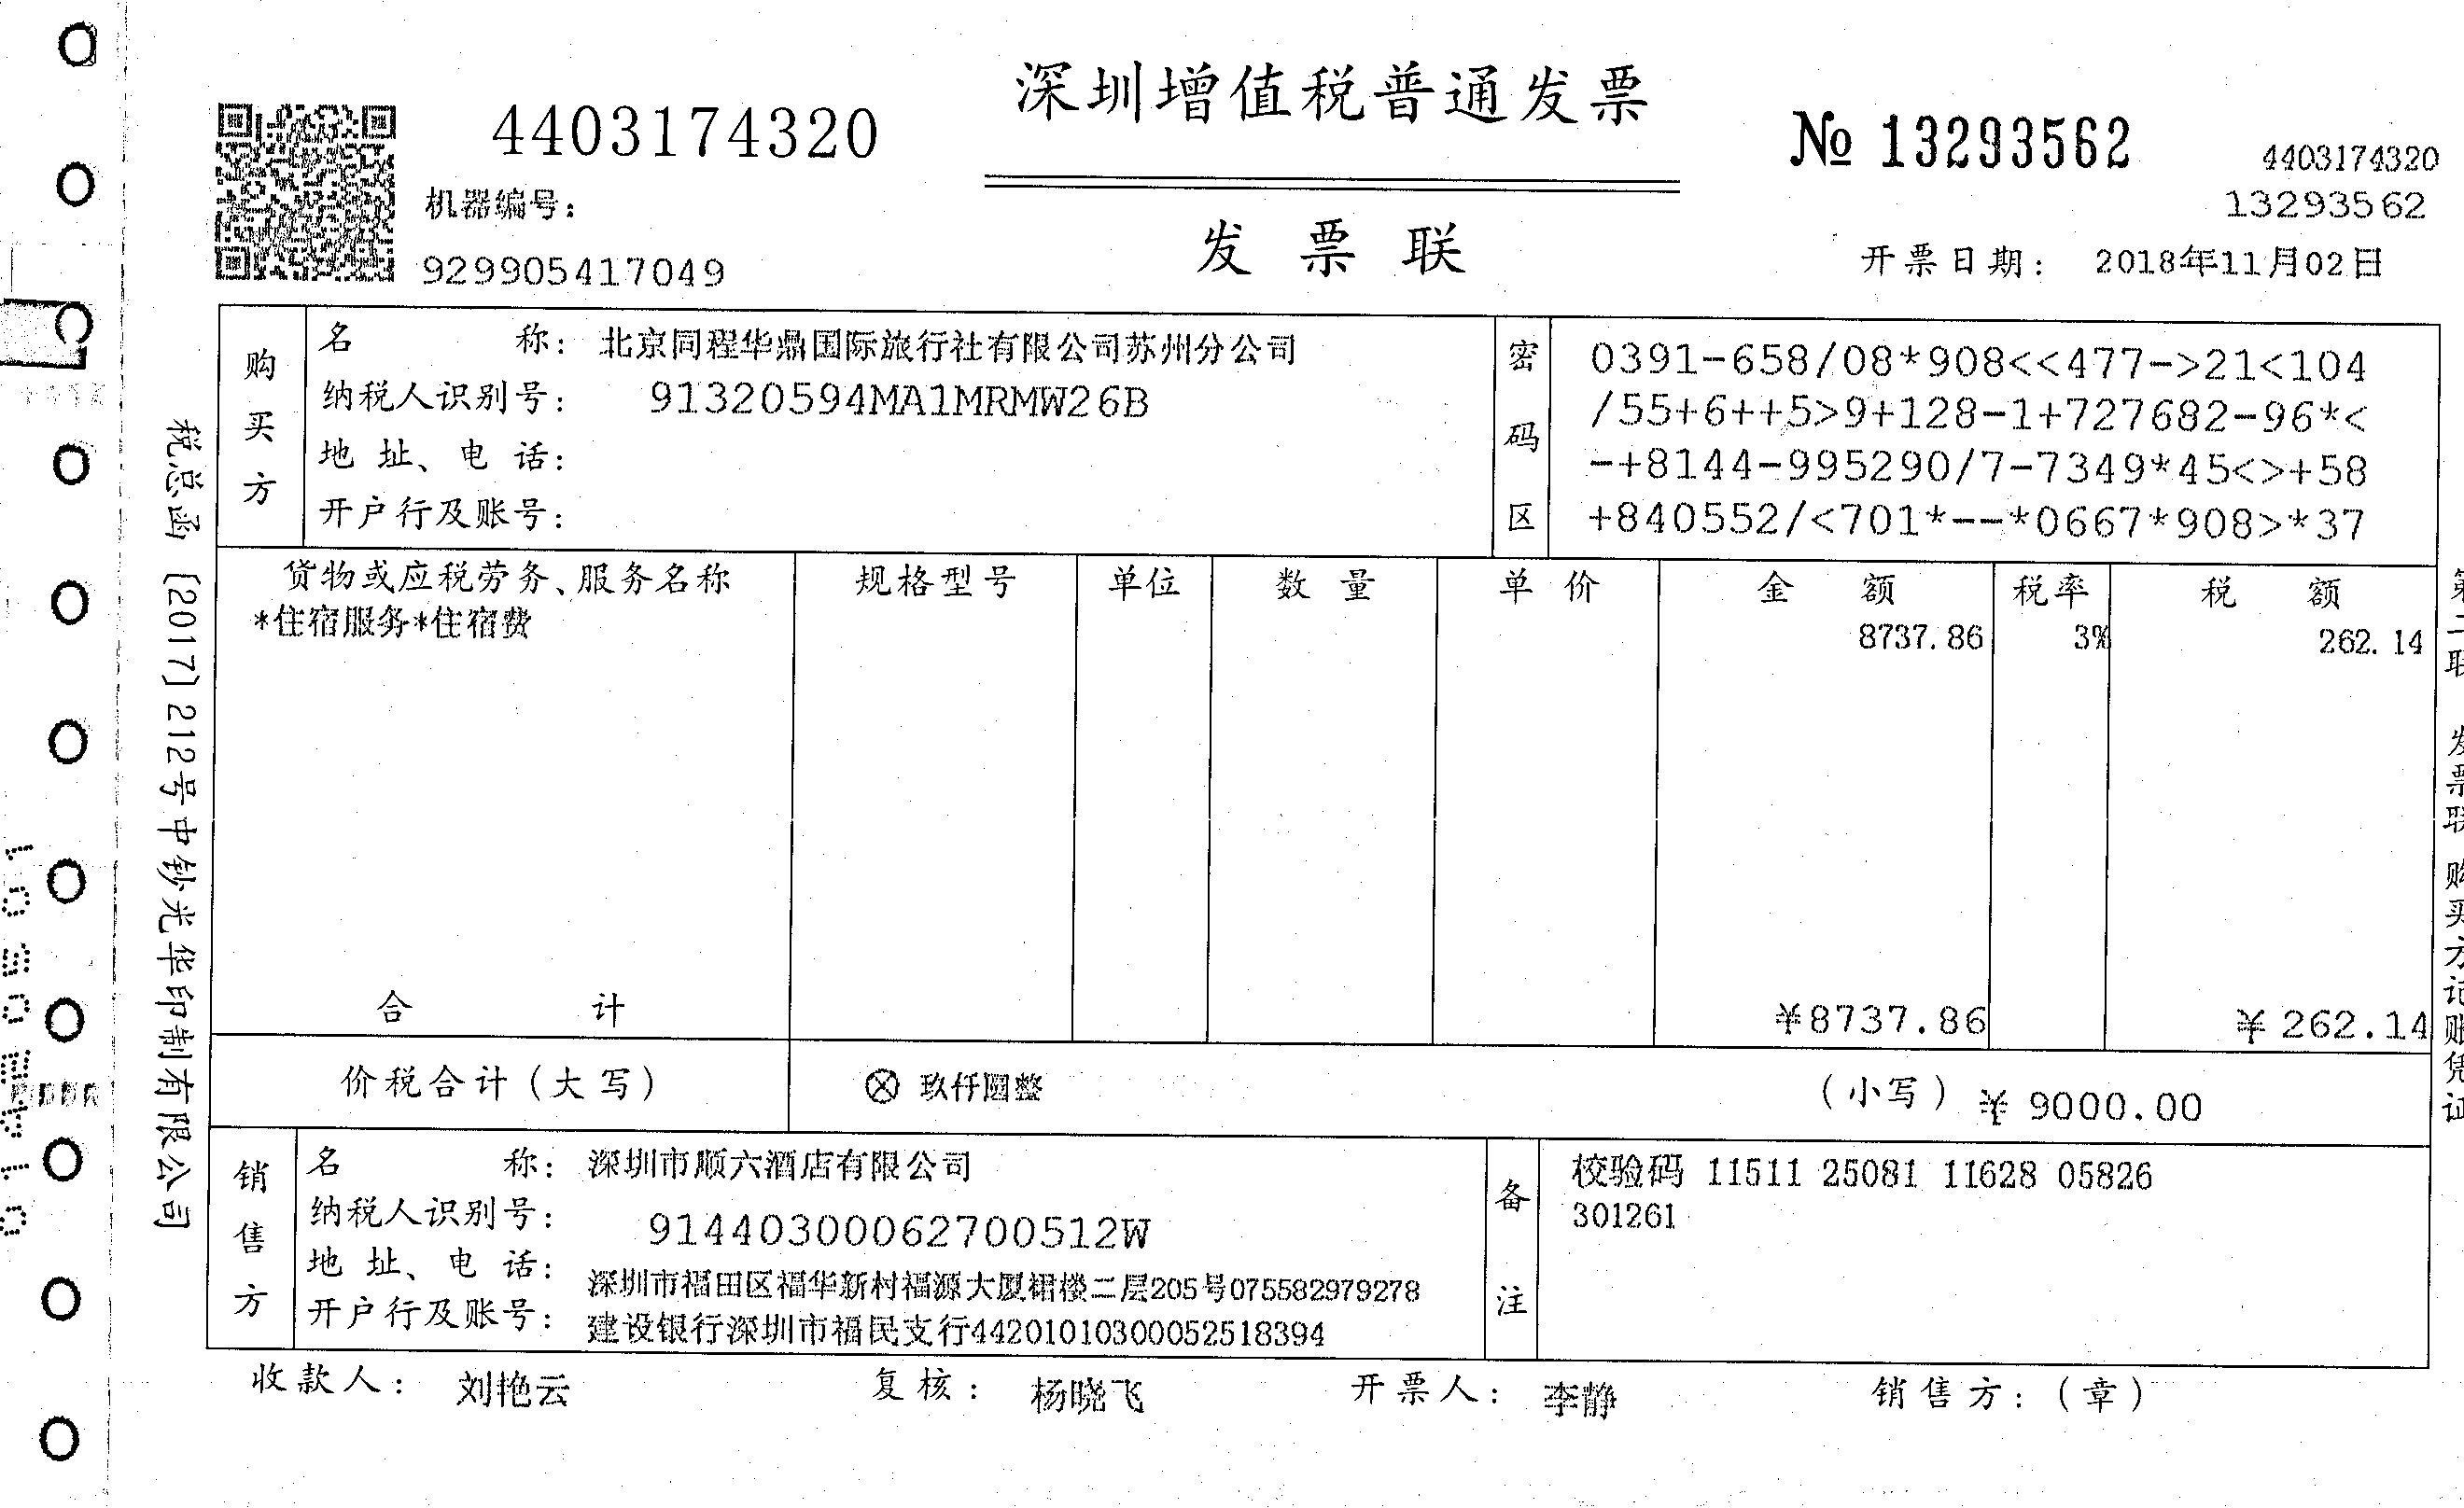 深圳增值税普通发票
4403174320
№ 13293562
4403174320
13293562
机器编号：
929905417049
发票联
开票日期： 2018年11月02日
购买方
名 称： 北京同程华鼎国际旅行社有限公司苏州分公司
纳税人识别号： 91320594MA1MRMW26B
地 址、电 话：
开户行及账号：
密码区
0391-658/08*908<<477->21<104
/55+6++5>9+128-1+727682-96*<
-+8144-995290/7-7349*45<>+58
+840552/<701*--*0667*908>*37
货物或应税劳务、服务名称 规格型号 单位 数 量 单 价 金 额 税率 税 额
*住宿服务*住宿费 8737.86 3% 262.14
合 计 ¥8737.86 ¥262.14
价税合计（大写） ⊗ 玖仟圆整 （小写） ¥9000.00
销售方
名 称： 深圳市顺六酒店有限公司
纳税人识别号： 91440300062700512W
地 址、电 话： 深圳市福田区福华新村福源大厦裙楼二层205号075582979278
开户行及账号： 建设银行深圳市福民支行44201010300052518394
备注
校验码 11511 25081 11628 05826
301261
收款人： 刘艳云 复核： 杨晓飞 开票人： 李静 销售方：（章）
税总函〔2017〕212号中钞光华印制有限公司
第二联 发票联 购买方记账凭证